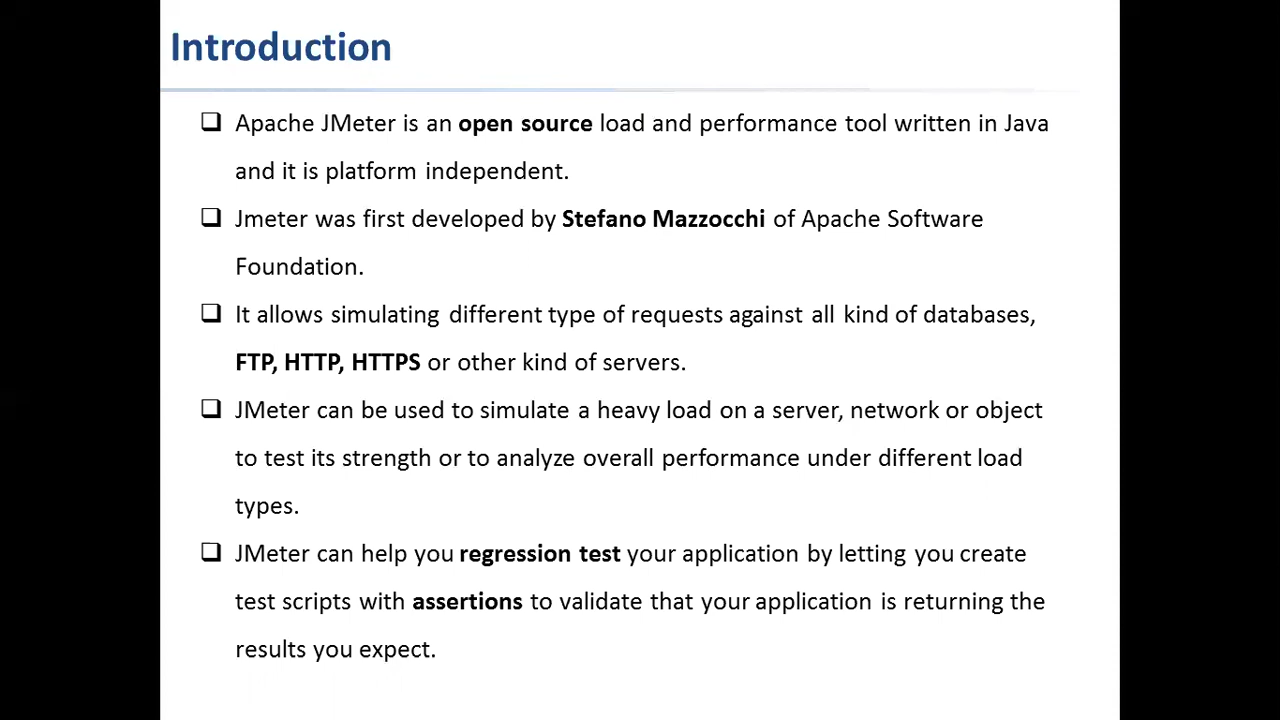 Introduction
Apache JMeter is an open source load and performance tool written in Java
and it is platform independent.
Jmeter was first developed by Stefano Mazzocchi of Apache Software
Foundation.
It allows simulating different type of requests against all kind of databases,
FTP, HTTP, HTTPS or other kind of servers.
JMeter can be used to simulate a heavy load on a server, network or object
to test its strength or to analyze overall performance under different load
types.
JMeter can help you regression test your application by letting you create
test scripts with assertions to validate that your application is returning the
results you expect.